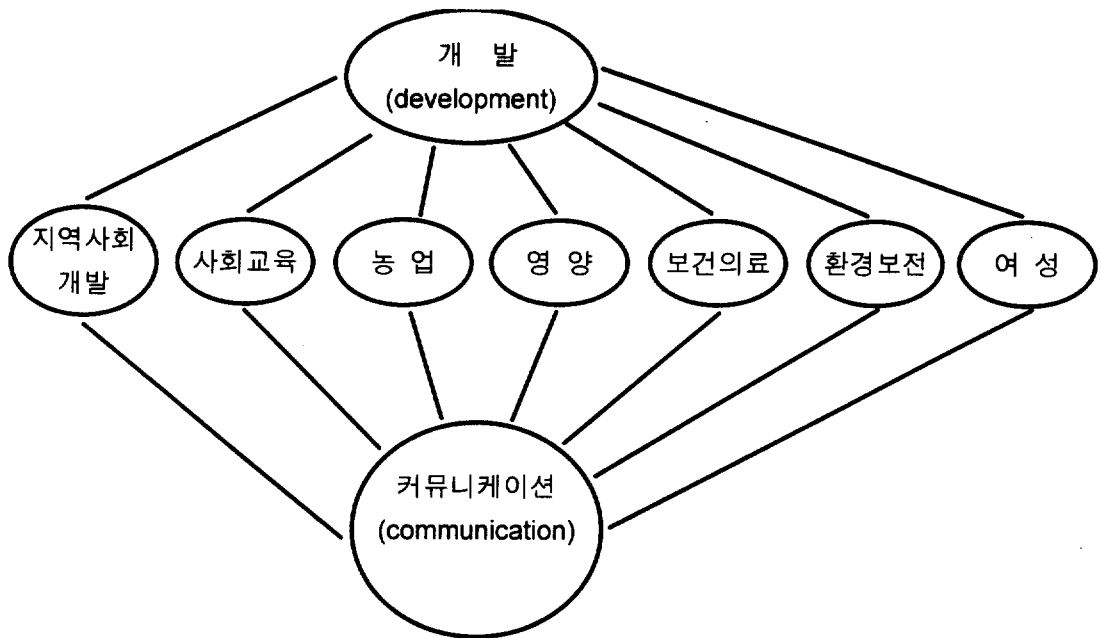 개 발
(development)
지역사회
개발
사회교육
농 업
영 양
보건의료
환경보전
여 성
커뮤니케이션
(communication)